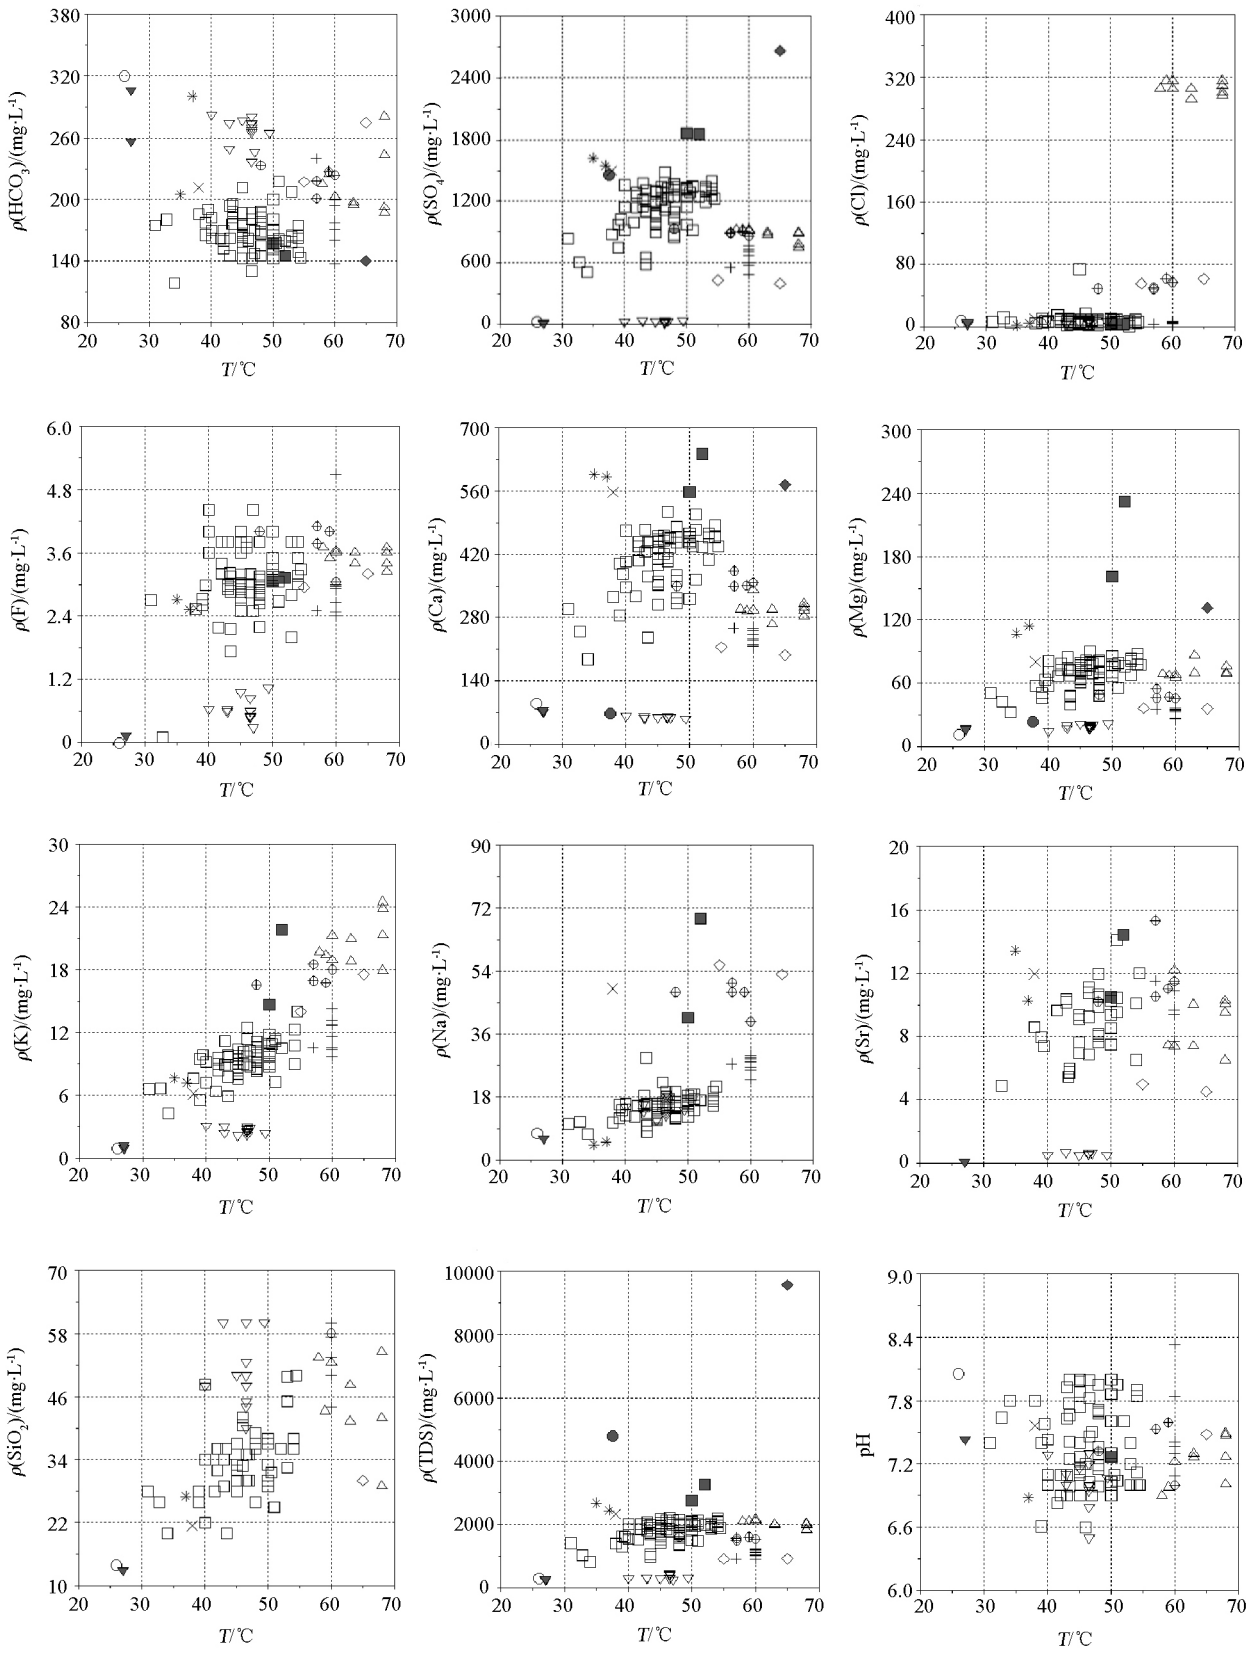 380
320
260
200
140
80
20 30 40 50 60 70
T/℃
ρ(HCO₃)/(mg·L⁻¹)
3000
2400
1800
1200
600
0
20 30 40 50 60 70
T/℃
ρ(SO₄)/(mg·L⁻¹)
400
320
240
160
80
0
20 30 40 50 60 70
T/℃
ρ(Cl)/(mg·L⁻¹)
6.0
4.8
3.6
2.4
1.2
0
20 30 40 50 60 70
T/℃
ρ(F)/(mg·L⁻¹)
700
560
420
280
140
0
20 30 40 50 60 70
T/℃
ρ(Ca)/(mg·L⁻¹)
300
240
180
120
60
0
20 30 40 50 60 70
T/℃
ρ(Mg)/(mg·L⁻¹)
30
24
18
12
6
0
20 30 40 50 60 70
T/℃
ρ(K)/(mg·L⁻¹)
90
72
54
36
18
0
20 30 40 50 60 70
T/℃
ρ(Na)/(mg·L⁻¹)
20
16
12
8
4
0
20 30 40 50 60 70
T/℃
ρ(Sr)/(mg·L⁻¹)
70
58
46
34
22
10
20 30 40 50 60 70
T/℃
ρ(SiO₂)/(mg·L⁻¹)
10000
8000
6000
4000
2000
0
20 30 40 50 60 70
T/℃
ρ(TDS)/(mg·L⁻¹)
9.0
8.4
7.8
7.2
6.6
6.0
20 30 40 50 60 70
T/℃
pH